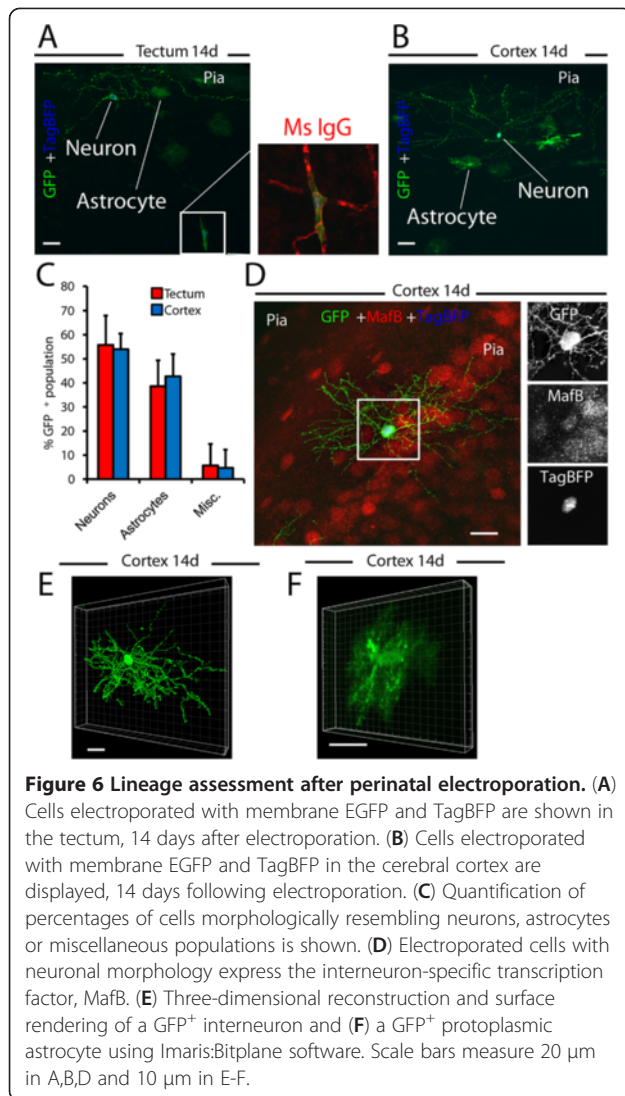 A
Tectum 14d
Pia
GFP +TagBFP
Neuron
Astrocyte
Ms IgG
B
Cortex 14d
Pia
GFP +TagBFP
Astrocyte
Neuron
C
Tectum
Cortex
% GFP + population
80
70
60
50
40
30
20
10
0
Neurons
Astrocytes
Misc.
D
Cortex 14d
Pia
GFP +MafB +TagBFP
Pia
GFP
MafB
TagBFP
Cortex 14d
E
Cortex 14d
F
Figure 6 Lineage assessment after perinatal electroporation. (A)
Cells electroporated with membrane EGFP and TagBFP are shown in
the tectum, 14 days after electroporation. (B) Cells electroporated
with membrane EGFP and TagBFP in the cerebral cortex are
displayed, 14 days following electroporation. (C) Quantification of
percentages of cells morphologically resembling neurons, astrocytes
or miscellaneous populations is shown. (D) Electroporated cells with
neuronal morphology express the interneuron-specific transcription
factor, MafB. (E) Three-dimensional reconstruction and surface
rendering of a GFP+ interneuron and (F) a GFP+ protoplasmic
astrocyte using Imaris:Bitplane software. Scale bars measure 20 μm
in A,B,D and 10 μm in E-F.